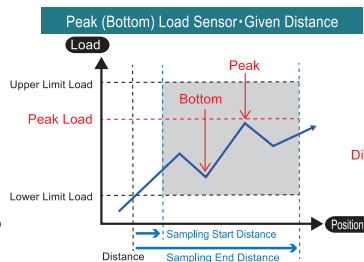 Peak (Bottom) Load Sensor・Given Distance
Load
Peak
Upper Limit Load
Bottom
Peak Load
Di
Lower Limit Load
Position
Sampling Start Distance
Distance
Sampling End Distance